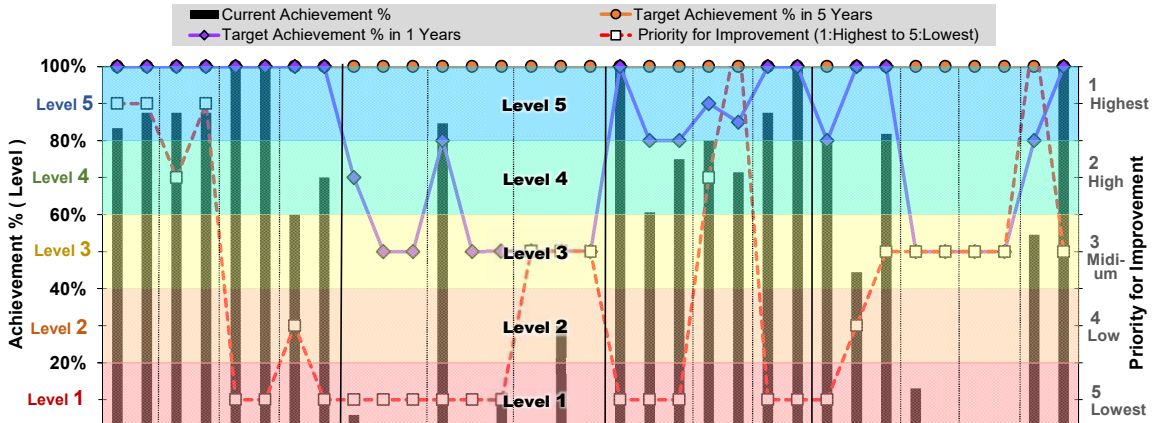 Current Achievement %
Target Achievement % in 5 Years
Target Achievement % in 1 Years
Priority for Improvement (1:Highest to 5:Lowest)
Achievement % ( Level )
100%
Level 5
80%
Level 4
60%
Level 3
40%
Level 2
20%
Level 1
Level 5
Level 4
Level 3
Level 2
Level 1
1
Highest
2
High
3
Midi-
um
4
Low
5
Lowest
Priority for Improvement